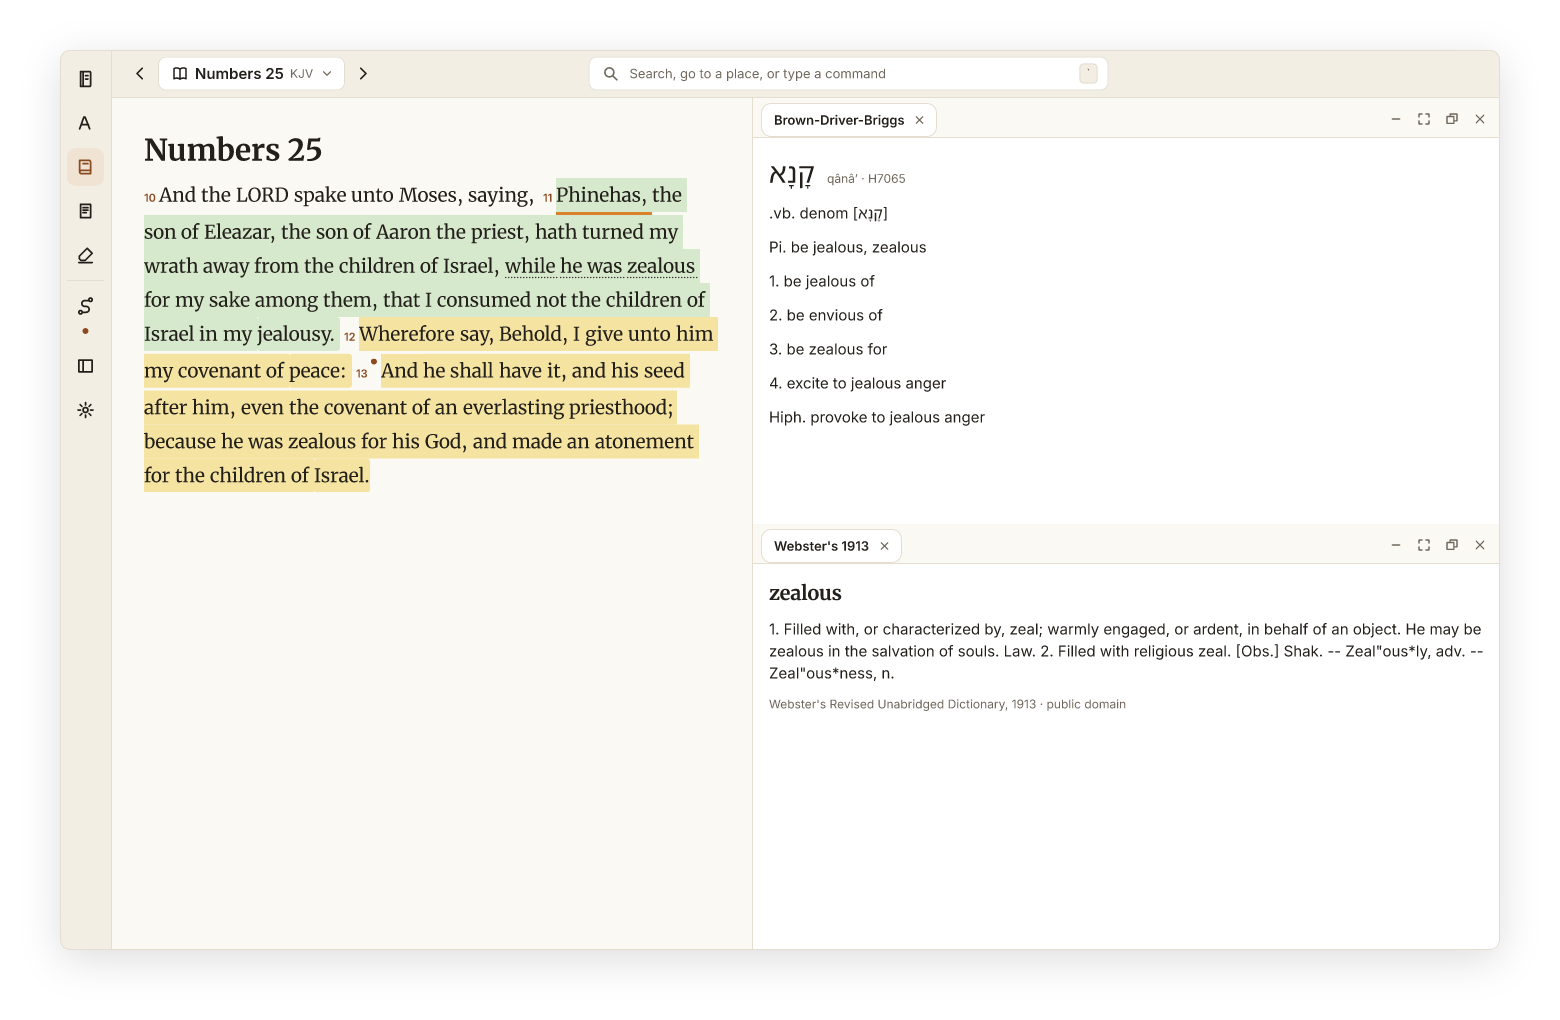 Numbers 25 KJV
Search, go to a place, or type a command
Numbers 25
10 And the LORD spake unto Moses, saying, 11 Phinehas, the
son of Eleazar, the son of Aaron the priest, hath turned my
wrath away from the children of Israel, while he was zealous
for my sake among them, that I consumed not the children of
Israel in my jealousy. 12 Wherefore say, Behold, I give unto him
my covenant of peace: 13 And he shall have it, and his seed
after him, even the covenant of an everlasting priesthood;
because he was zealous for his God, and made an atonement
for the children of Israel.
Brown-Driver-Briggs
קָנָא qânâʼ · H7065
.vb. denom [קָנָא]
Pi. be jealous, zealous
1. be jealous of
2. be envious of
3. be zealous for
4. excite to jealous anger
Hiph. provoke to jealous anger
Webster's 1913
zealous
1. Filled with, or characterized by, zeal; warmly engaged, or ardent, in behalf of an object. He may be
zealous in the salvation of souls. Law. 2. Filled with religious zeal. [Obs.] Shak. -- Zeal"ous*ly, adv. --
Zeal"ous*ness, n.
Webster's Revised Unabridged Dictionary, 1913 · public domain